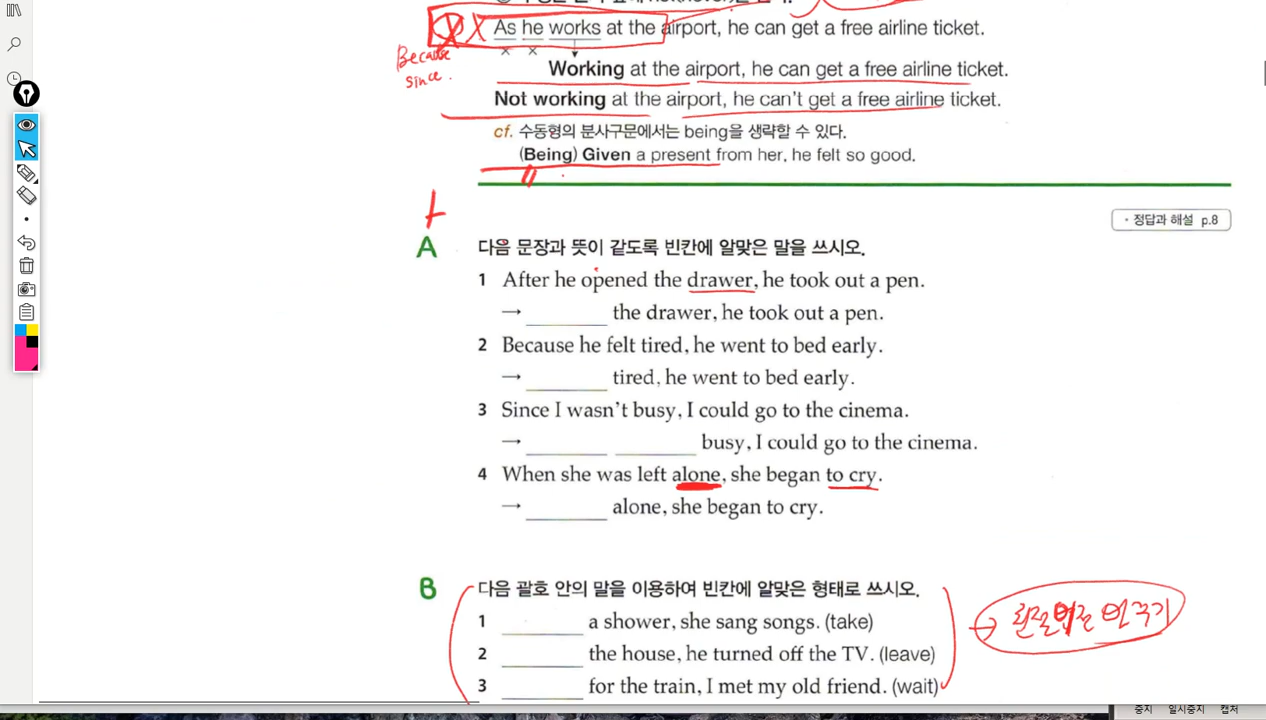 As he works at the airport, he can get a free airline ticket.
Because
since.
Working at the airport, he can get a free airline ticket.
Not working at the airport, he can't get a free airline ticket.
cf. 수동형의 분사구문에서는 being을 생략할 수 있다.
(Being) Given a present from her, he felt so good.
· 정답과 해설 p.8
A 다음 문장과 뜻이 같도록 빈칸에 알맞은 말을 쓰시오.
1 After he opened the drawer, he took out a pen.
→ ________ the drawer, he took out a pen.
2 Because he felt tired, he went to bed early.
→ ________ tired, he went to bed early.
3 Since I wasn't busy, I could go to the cinema.
→ ________ ________ busy, I could go to the cinema.
4 When she was left alone, she began to cry.
→ ________ alone, she began to cry.
B 다음 괄호 안의 말을 이용하여 빈칸에 알맞은 형태로 쓰시오.
1 ________ a shower, she sang songs. (take)
2 ________ the house, he turned off the TV. (leave)
3 ________ for the train, I met my old friend. (wait)
중지 일시중지 캡처